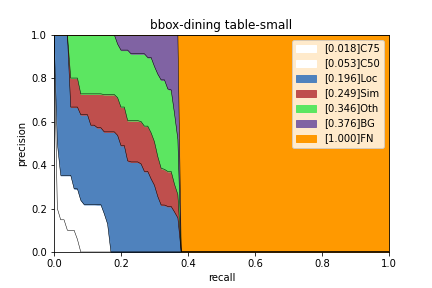 bbox-dining table-small
1.0
0.8
0.6
0.4
0.2
0.0
precision
[0.018]C75
[0.053]C50
[0.196]Loc
[0.249]Sim
[0.346]Oth
[0.376]BG
[1.000]FN
0.0 0.2 0.4 0.6 0.8 1.0
recall